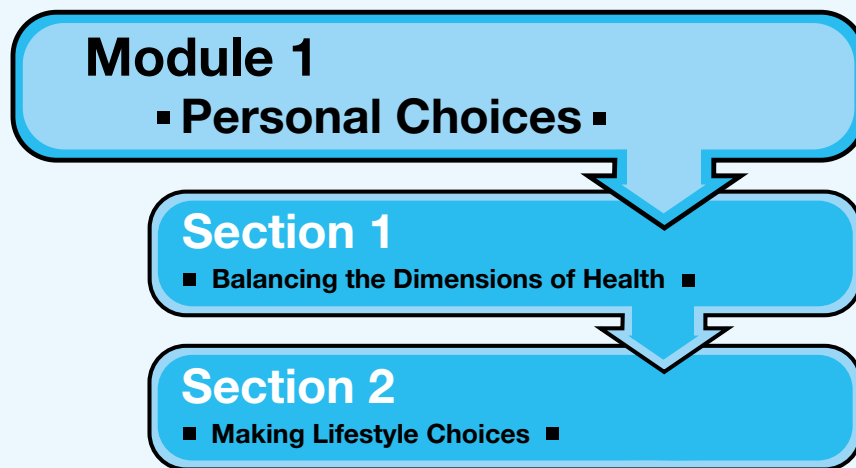 Module 1
▪ Personal Choices ▪
Section 1
▪ Balancing the Dimensions of Health ▪
Section 2
▪ Making Lifestyle Choices ▪